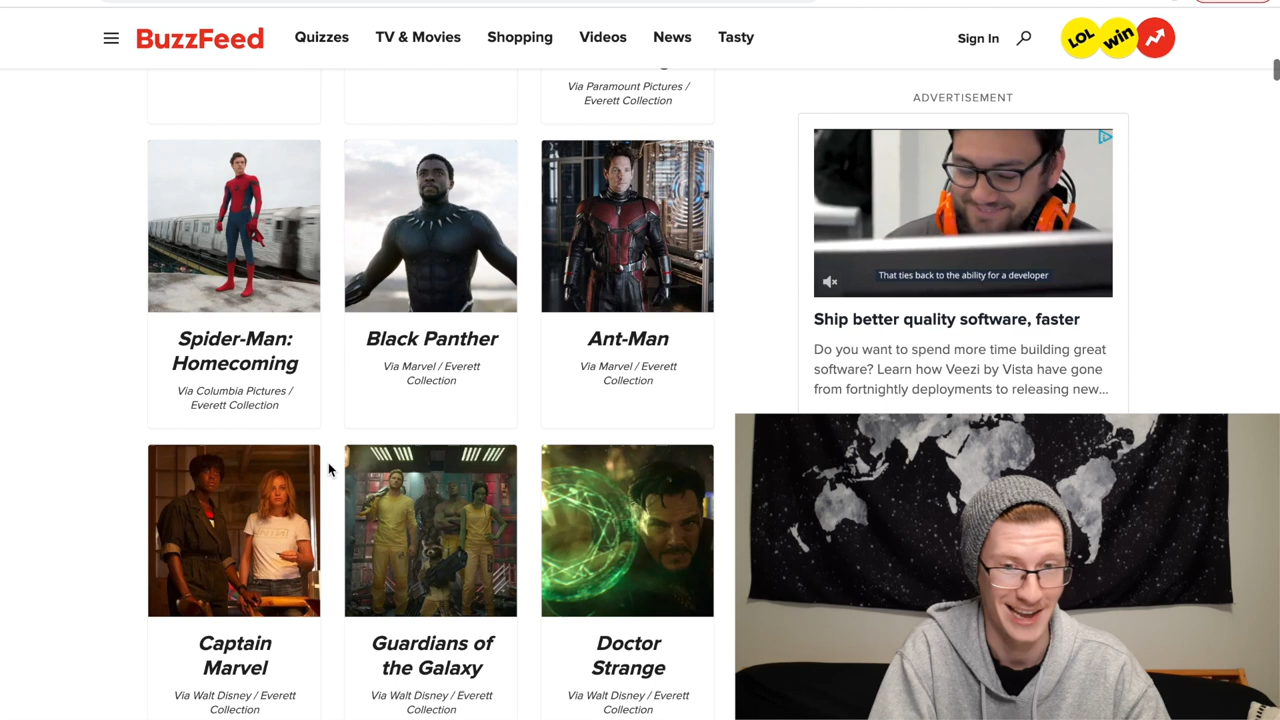 BuzzFeed
Quizzes
TV & Movies
Shopping
Videos
News
Tasty
Sign In
LOL
win
Via Paramount Pictures /
Everett Collection
Spider-Man:
Homecoming
Via Columbia Pictures /
Everett Collection
Black Panther
Via Marvel / Everett
Collection
Ant-Man
Via Marvel / Everett
Collection
Captain
Marvel
Via Walt Disney / Everett
Collection
Guardians of
the Galaxy
Via Walt Disney / Everett
Collection
Doctor
Strange
Via Walt Disney / Everett
Collection
ADVERTISEMENT
That ties back to the ability for a developer
Ship better quality software, faster
Do you want to spend more time building great
software? Learn how Veezi by Vista have gone
from fortnightly deployments to releasing new...